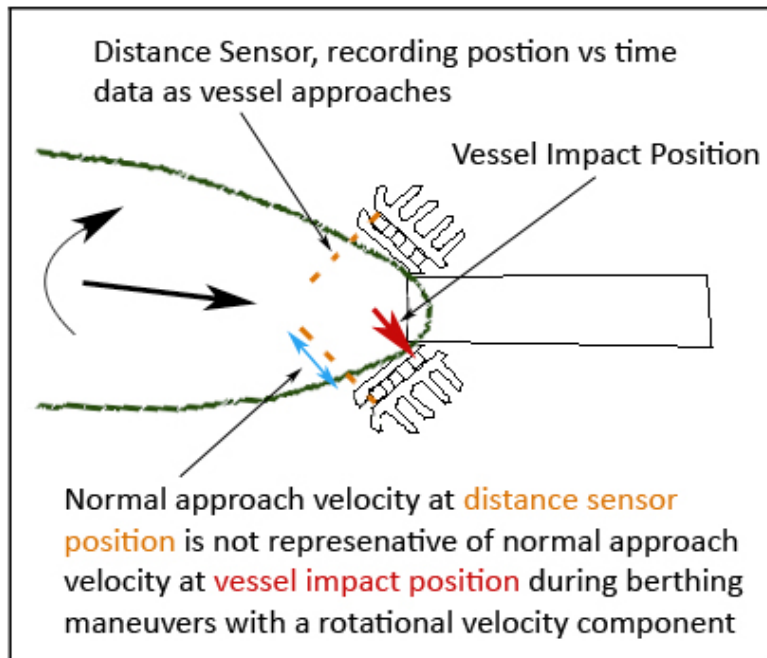 Distance Sensor, recording postion vs time
data as vessel approaches
Vessel Impact Position
Normal approach velocity at distance sensor
position is not represenative of normal approach
velocity at vessel impact position during berthing
maneuvers with a rotational velocity component